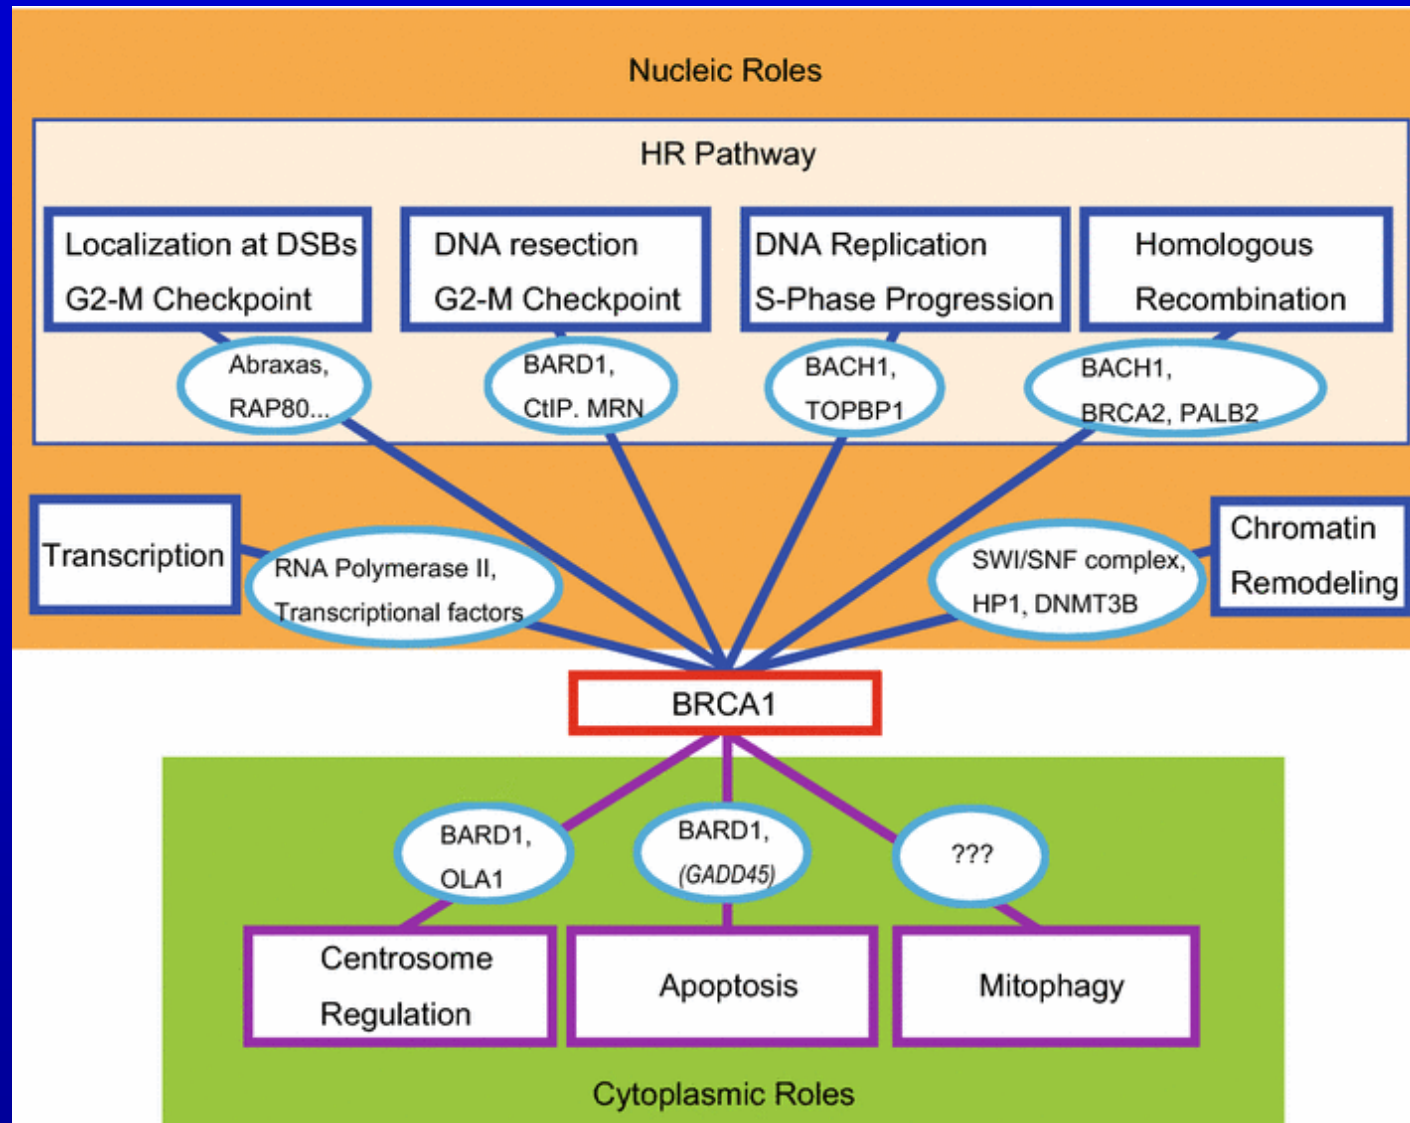 Nucleic Roles
HR Pathway
Localization at DSBs
G2-M Checkpoint
DNA resection
G2-M Checkpoint
DNA Replication
S-Phase Progression
Homologous
Recombination
Abraxas,
RAP80...
BARD1,
CtIP. MRN
BACH1,
TOPBP1
BACH1,
BRCA2, PALB2
Transcription
RNA Polymerase II,
Transcriptional factors
SWI/SNF complex,
HP1, DNMT3B
Chromatin
Remodeling
BRCA1
BARD1,
OLA1
BARD1,
(GADD45)
???
Centrosome
Regulation
Apoptosis
Mitophagy
Cytoplasmic Roles